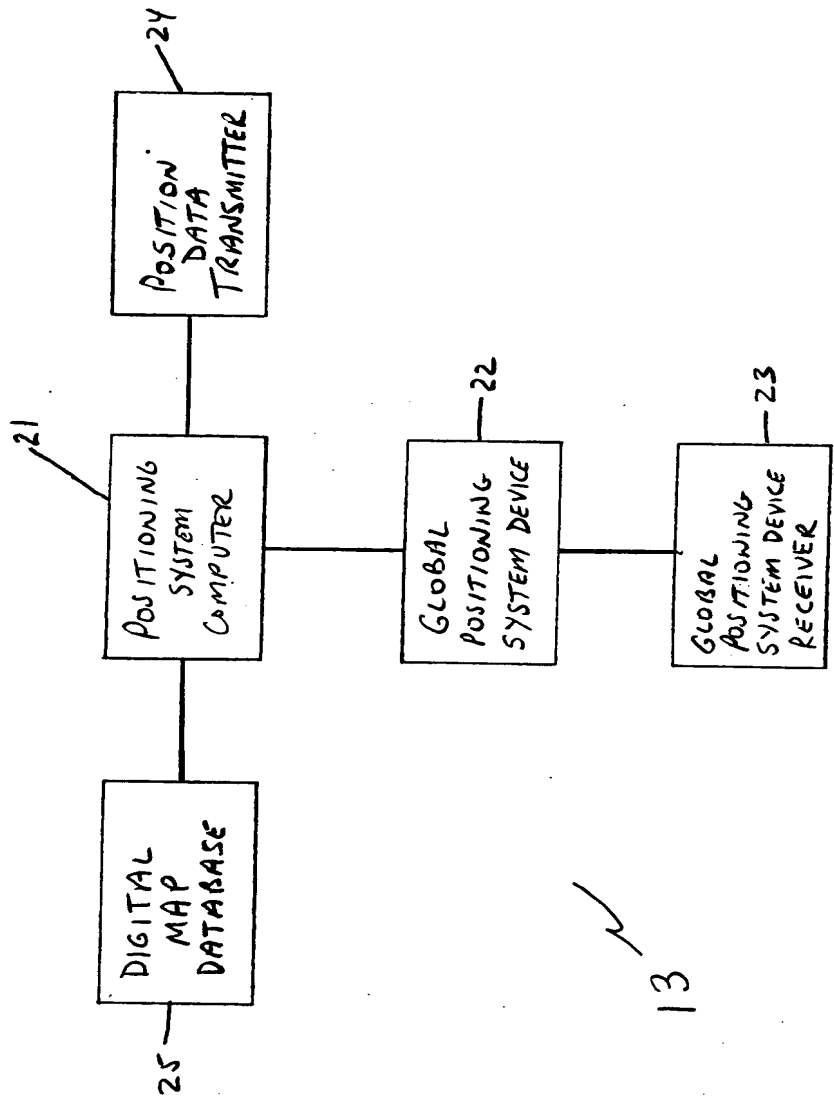 21
24
DIGITAL
MAP
DATABASE
POSITIONING
SYSTEM
COMPUTER
POSITION
DATA
TRANSMITTER
25
GLOBAL
POSITIONING
SYSTEM DEVICE
22
GLOBAL
POSITIONING
SYSTEM DEVICE
RECEIVER
23
13